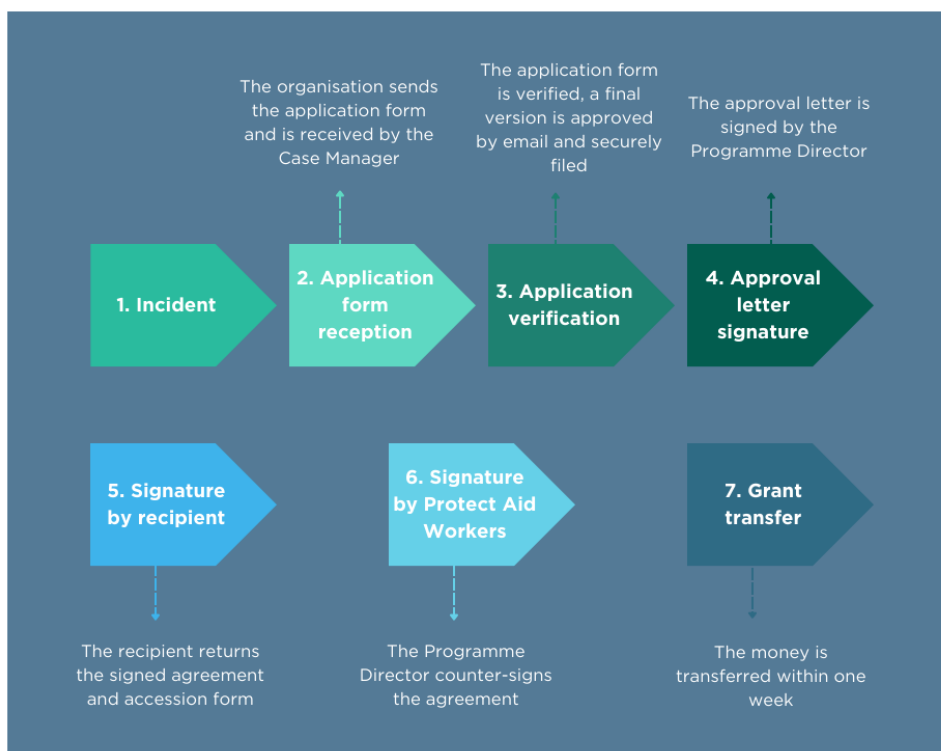 The organisation sends
the application form
and is received by the
Case Manager
The application form
is verified, a final
version is approved
by email and securely
filed
The approval letter is
signed by the
Programme Director
1. Incident
2. Application
form
reception
3. Application
verification
4. Approval
letter
signature
5. Signature
by recipient
6. Signature
by Protect Aid
Workers
7. Grant
transfer
The recipient returns
the signed agreement
and accession form
The Programme
Director counter-signs
the agreement
The money is
transferred within one
week